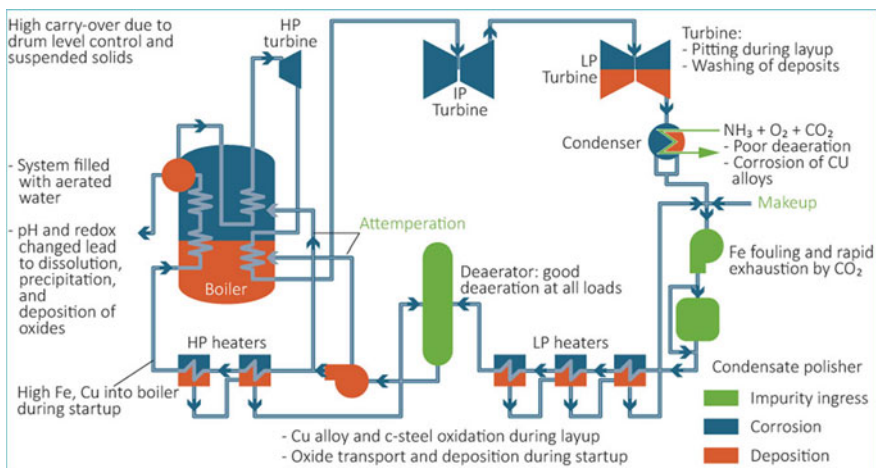 High carry-over due to
drum level control and
suspended solids
HP
turbine
IP
Turbine
LP
Turbine
Turbine:
- Pitting during layup
- Washing of deposits
Condenser
NH₃ + O₂ + CO₂
- Poor deaeration
- Corrosion of CU
alloys
Makeup
- System filled
with aerated
water
- pH and redox
changed lead
to dissolution,
precipitation,
and
deposition of
oxides
Boiler
Attemperation
Deaerator: good
deaeration at all loads
Fe fouling and rapid
exhaustion by CO₂
HP heaters
LP heaters
Condensate polisher
High Fe, Cu into boiler
during startup
- Cu alloy and c-steel oxidation during layup
- Oxide transport and deposition during startup
Impurity ingress
Corrosion
Deposition